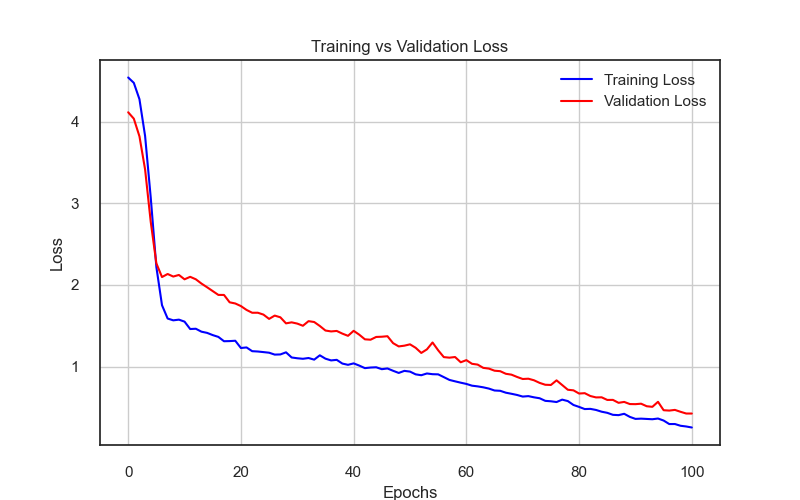 Training vs Validation Loss
Training Loss
Validation Loss
4
3
2
1
Loss
0 20 40 60 80 100
Epochs